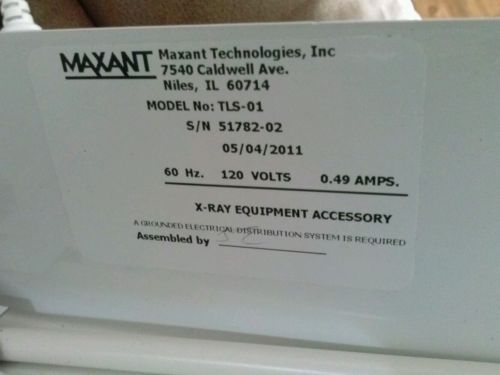 MAXANT Maxant Technologies, Inc
7540 Caldwell Ave.
Niles, IL 60714
MODEL No: TLS-01
S/N 51782-02
05/04/2011
60 Hz. 120 VOLTS 0.49 AMPS.
X-RAY EQUIPMENT ACCESSORY
A GROUNDED ELECTRICAL DISTRIBUTION SYSTEM IS REQUIRED
Assembled by